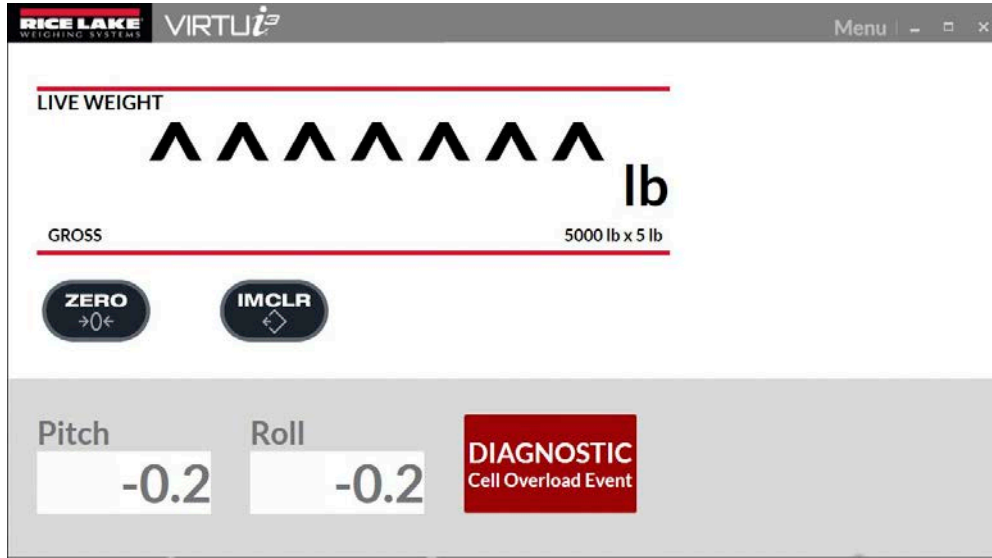 RICE LAKE
WEIGHING SYSTEMS
VIRTUi³
Menu
LIVE WEIGHT
^^^^^^^
lb
GROSS
5000 lb x 5 lb
ZERO
→0←
IMCLR
Pitch
Roll
-0.2
-0.2
DIAGNOSTIC
Cell Overload Event